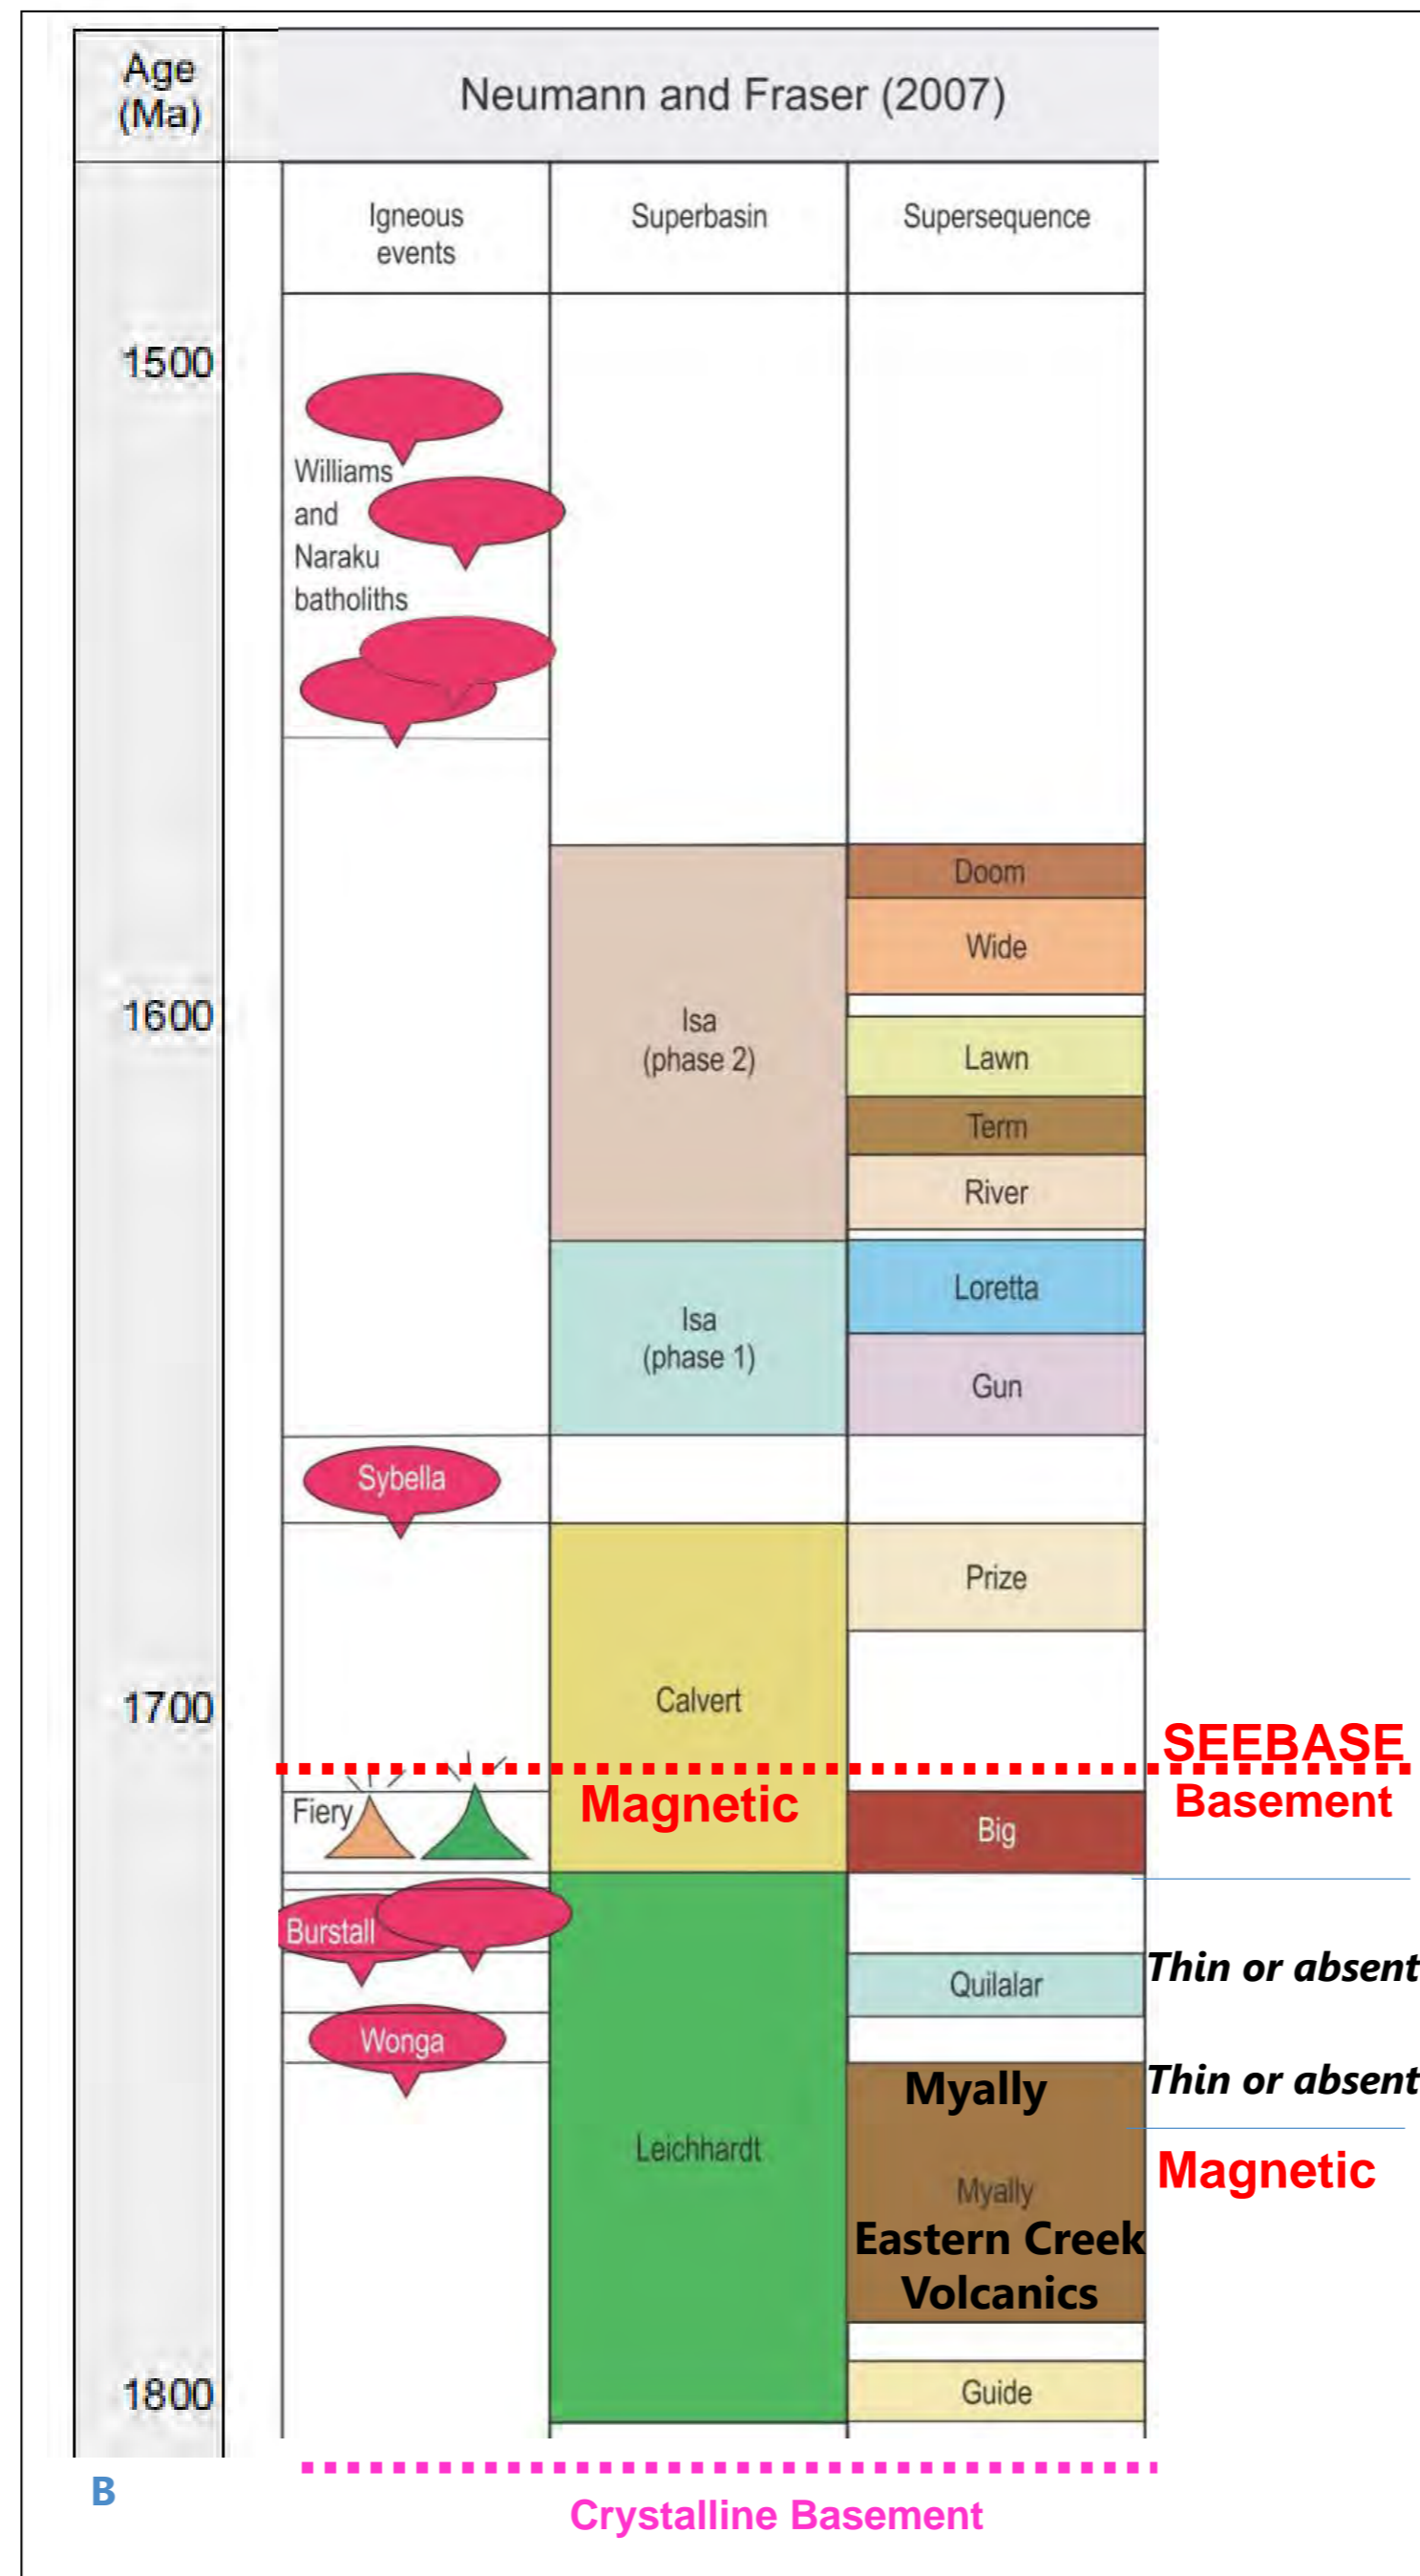 Age
(Ma)
Neumann and Fraser (2007)
Igneous
events
Superbasin
Supersequence
1500
Williams
and
Naraku
batholiths
Doom
Wide
1600
Isa
(phase 2)
Lawn
Term
River
Loretta
Isa
(phase 1)
Gun
Sybella
Prize
Calvert
1700
SEEBASE
Basement
Fiery
Magnetic
Big
Burstall
Quilalar
Thin or absent
Wonga
Myally
Thin or absent
Leichhardt
Magnetic
Myally
Eastern Creek
Volcanics
1800
Guide
B
Crystalline Basement